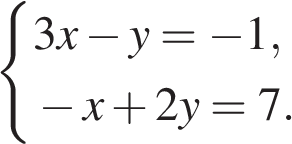 3x − y = −1,
− x + 2y = 7.